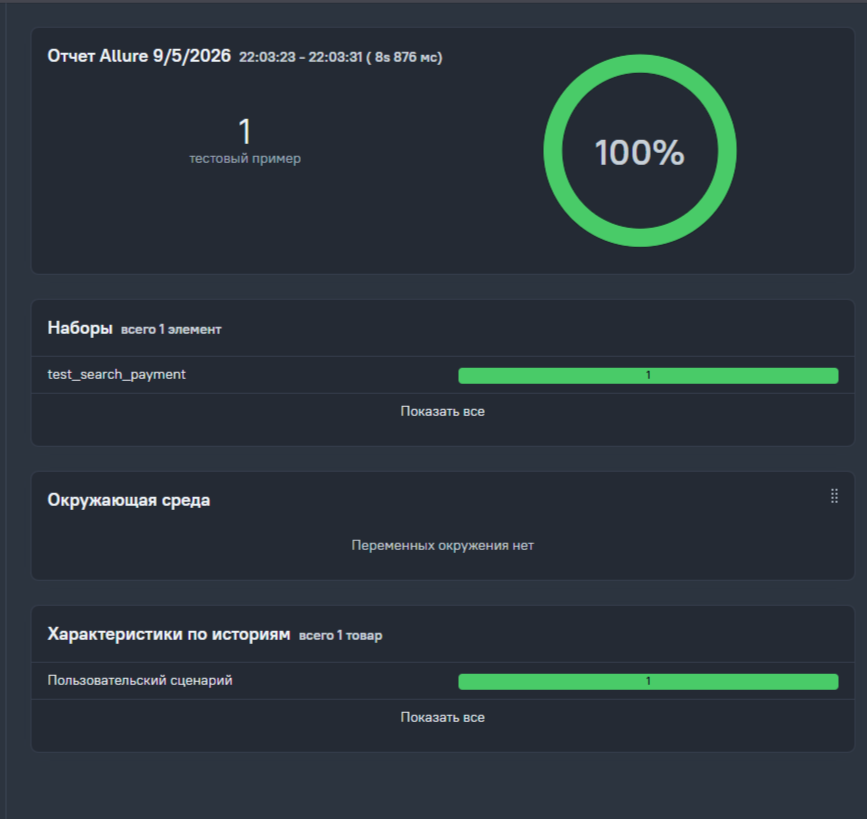 Отчет Allure 9/5/2026 22:03:23 - 22:03:31 ( 8s 876 мс)
1
тестовый пример
100%
Наборы всего 1 элемент
test_search_payment 1
Показать все
Окружающая среда
Переменных окружения нет
Характеристики по историям всего 1 товар
Пользовательский сценарий 1
Показать все